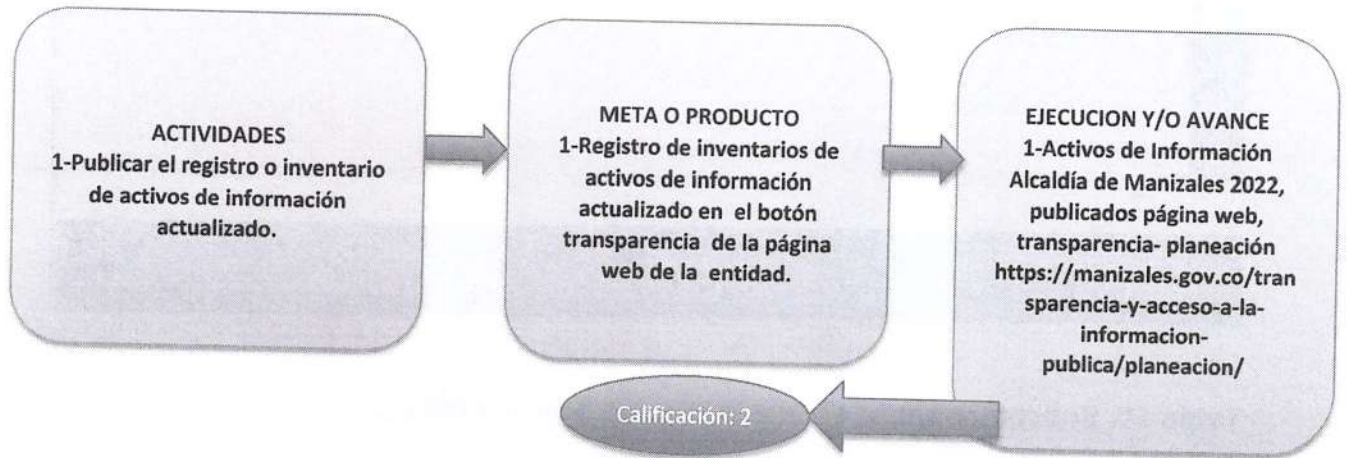 ACTIVIDADES
1-Publicar el registro o inventario
de activos de información
actualizado.
META O PRODUCTO
1-Registro de inventarios de
activos de información
actualizado en el botón
transparencia de la página
web de la entidad.
EJECUCION Y/O AVANCE
1-Activos de Información
Alcaldía de Manizales 2022,
publicados página web,
transparencia- planeación
https://manizales.gov.co/tran
sparencia-y-acceso-a-la-
informacion-
publica/planeacion/
Calificación: 2